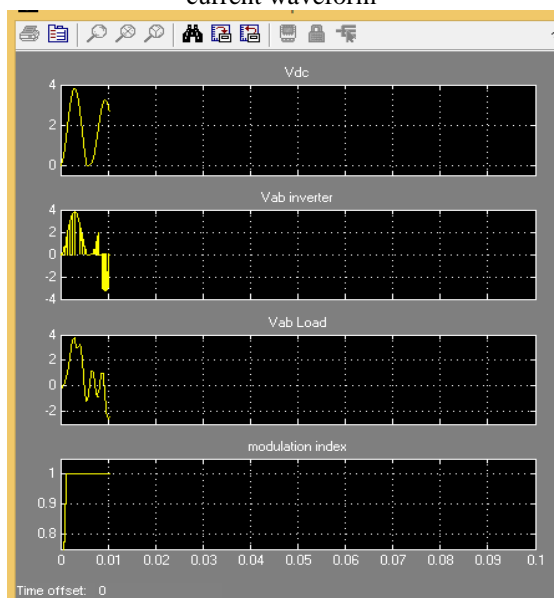 current waveform
Vdc
4
2
0
Vab inverter
4
2
0
-2
-4
Vab Load
4
2
0
-2
modulation index
1
0.9
0.8
0 0.01 0.02 0.03 0.04 0.05 0.06 0.07 0.08 0.09 0.1
Time offset: 0